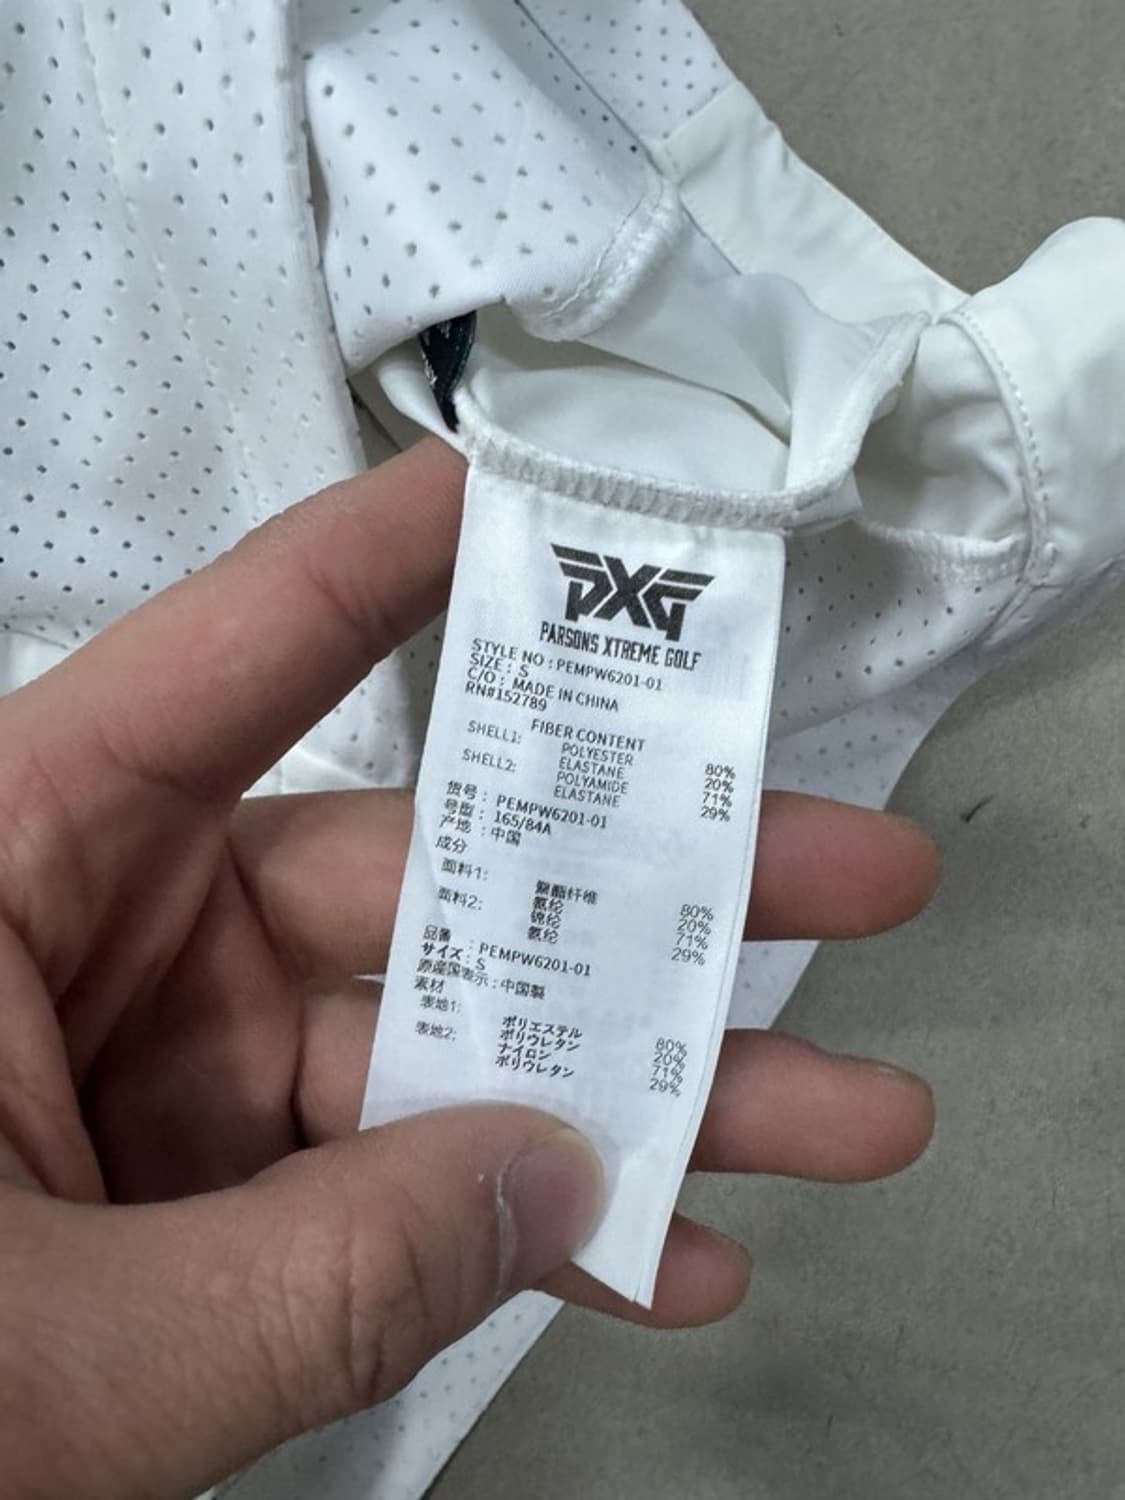 PXG
PARSONS XTREME GOLF
STYLE NO : PEMPW6201-01
SIZE : S
C/O : MADE IN CHINA
RN#152789
FIBER CONTENT
SHELL1: POLYESTER 80%
ELASTANE 20%
SHELL2: POLYAMIDE 71%
ELASTANE 29%
货号 : PEMPW6201-01
号型 : 165/84A
产地 : 中国
成分
面料1: 聚酯纤维 80%
氨纶 20%
面料2: 锦纶 71%
氨纶 29%
品番 : PEMPW6201-01
サイズ : S
原産国表示 : 中国製
素材
表地1: ポリエステル 80%
ポリウレタン 20%
表地2: ナイロン 71%
ポリウレタン 29%